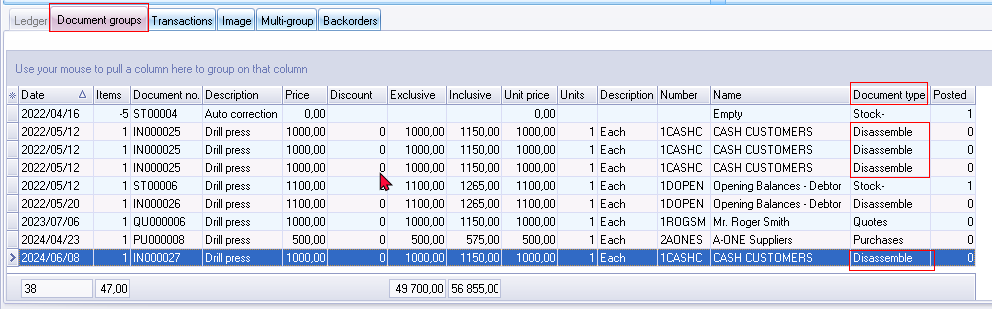 Ledger Document groups Transactions Image Multi-group Backorders
Use your mouse to pull a column here to group on that column
Date Items Document no. Description Price Discount Exclusive Inclusive Unit price Units Description Number Name Document type Posted
2022/04/16 -5 ST00004 Auto correction 0,00 0,00 Empty Stock- 1
2022/05/12 1 IN000025 Drill press 1000,00 0 1000,00 1150,00 1000,00 1 Each 1CASHC CASH CUSTOMERS Disassemble 0
2022/05/12 1 IN000025 Drill press 1000,00 0 1000,00 1150,00 1000,00 1 Each 1CASHC CASH CUSTOMERS Disassemble 0
2022/05/12 1 IN000025 Drill press 1000,00 0 1000,00 1150,00 1000,00 1 Each 1CASHC CASH CUSTOMERS Disassemble 0
2022/05/12 1 ST00006 Drill press 1100,00 0 1100,00 1265,00 1100,00 1 Each 1DOPEN Opening Balances - Debtor Stock- 1
2022/05/20 1 IN000026 Drill press 1100,00 0 1100,00 1265,00 1100,00 1 Each 1DOPEN Opening Balances - Debtor Disassemble 0
2023/07/06 1 QU000006 Drill press 1000,00 0 1000,00 1150,00 1000,00 1 Each 1ROGSM Mr. Roger Smith Quotes 0
2024/04/23 1 PU000008 Drill press 500,00 0 500,00 575,00 500,00 1 Each 2AONES A-ONE Suppliers Purchases 0
2024/06/08 1 IN000027 Drill press 1000,00 0 1000,00 1150,00 1000,00 1 Each 1CASHC CASH CUSTOMERS Disassemble 0
38 47,00 49 700,00 56 855,00